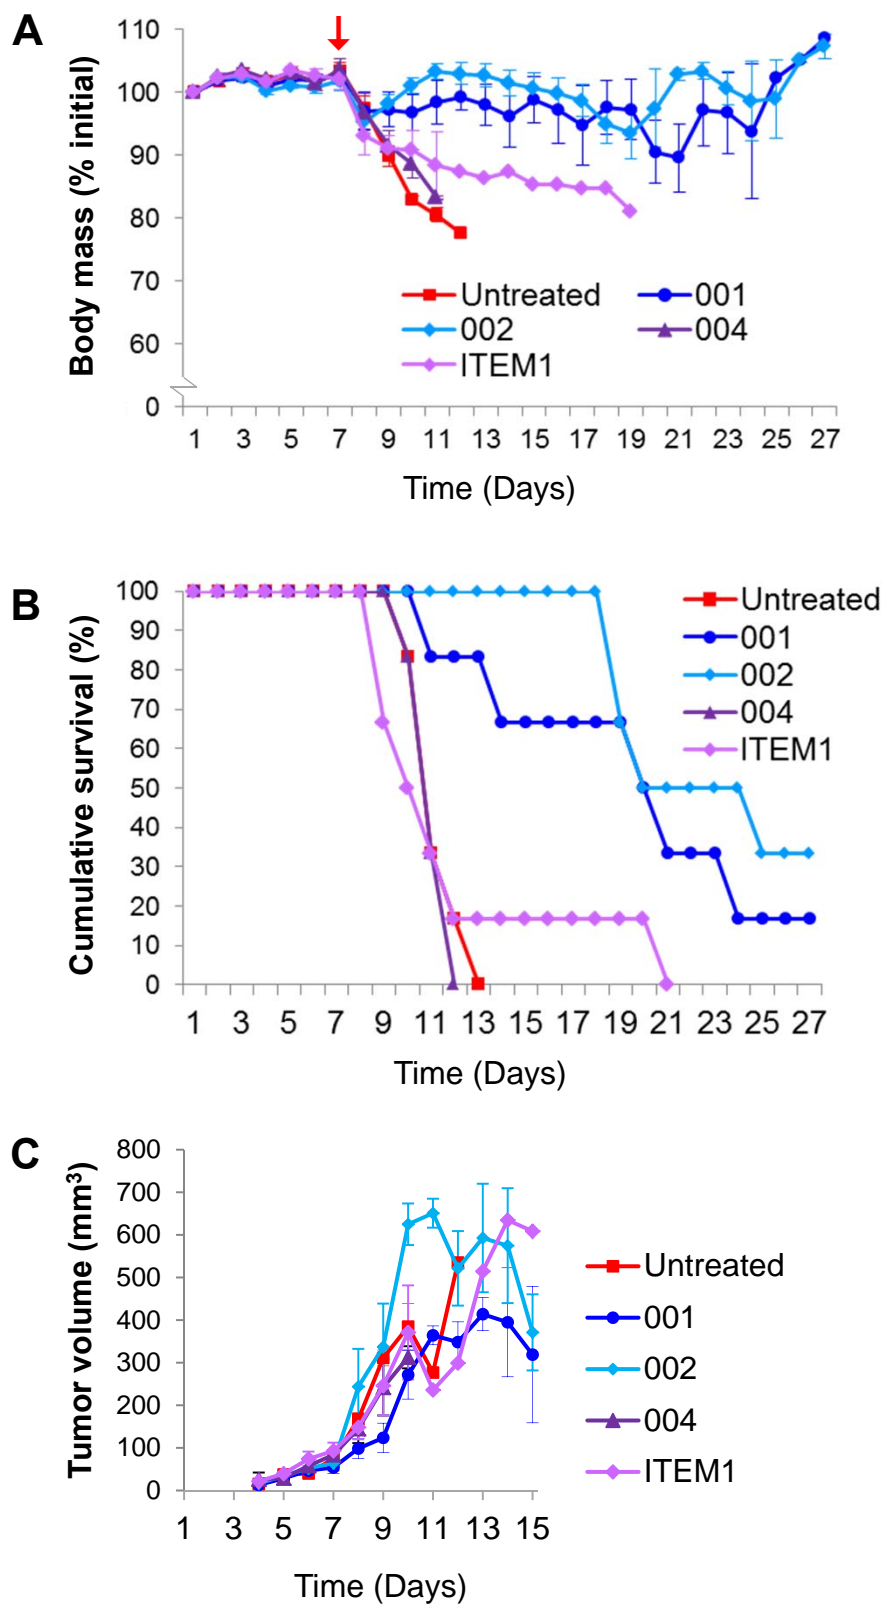 A
Body mass (% initial)
110
100
90
80
70
60
0
Untreated 001
002 004
ITEM1
1 3 5 7 9 11 13 15 17 19 21 23 25 27
Time (Days)
B
Cumulative survival (%)
100
90
80
70
60
50
40
30
20
10
0
Untreated
001
002
004
ITEM1
1 3 5 7 9 11 13 15 17 19 21 23 25 27
Time (Days)
C
Tumor volume (mm³)
800
700
600
500
400
300
200
100
0
Untreated
001
002
004
ITEM1
1 3 5 7 9 11 13 15
Time (Days)